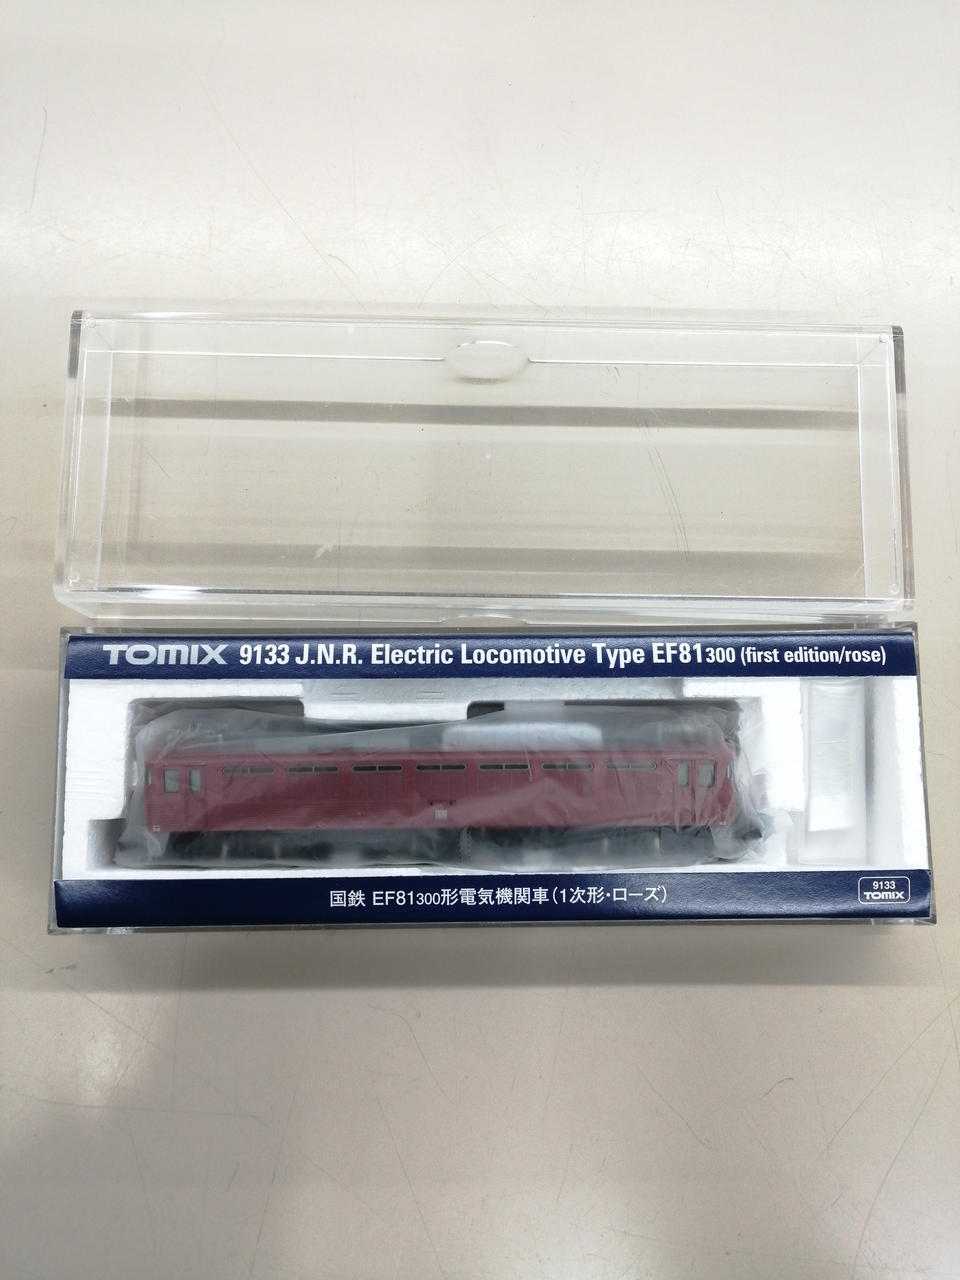 TOMIX 9133 J.N.R. Electric Locomotive Type EF81300 (first edition/rose)
国鉄 EF81300形電気機関車(1次形・ローズ)
9133
TOMIX